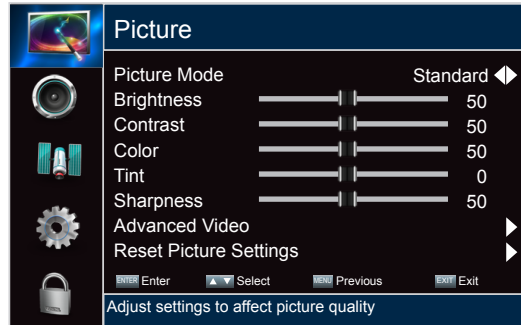 Picture
Picture Mode Standard
Brightness 50
Contrast 50
Color 50
Tint 0
Sharpness 50
Advanced Video
Reset Picture Settings
ENTER Enter Select MENU Previous EXIT Exit
Adjust settings to affect picture quality